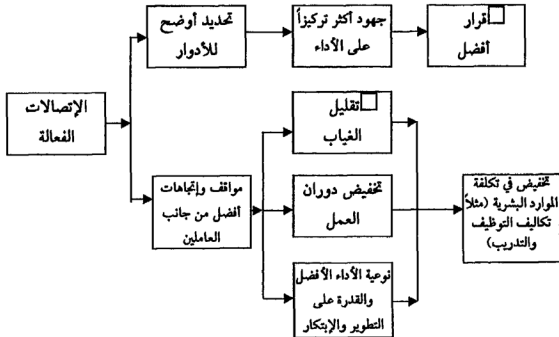 تحديد أوضح
للأدوار
جهود أكثر تركيزاً
على الأداء
قرار
أفضل
الإتصالات
الفعالة
تقليل
الغياب
مواقف وإتجاهات
أفضل من جانب
العاملين
تخفيض دوران
العمل
تخفيض في تكلفة
الموارد البشرية (مثلاً
تكاليف التوظيف
والتدريب)
نوعية الأداء الأفضل
والقدرة على
التطوير والإبتكار